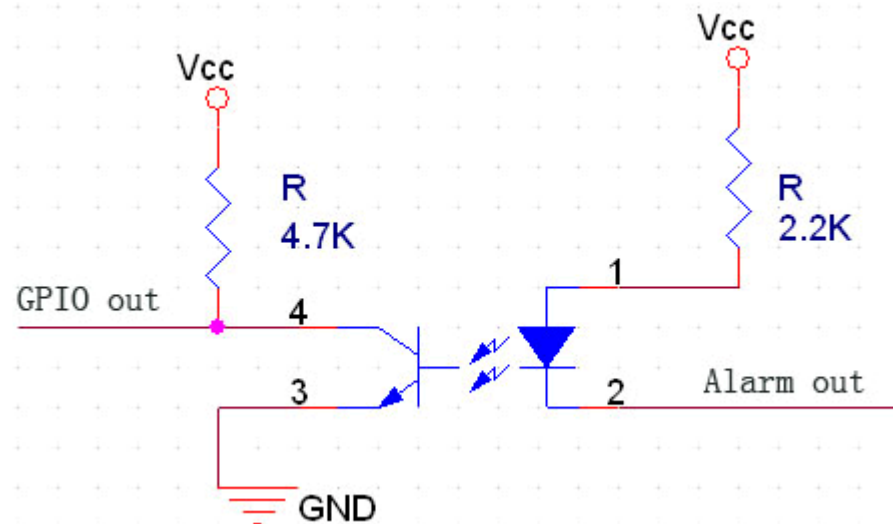 Vcc
Vcc
R
4.7K
R
2.2K
1
GPIO out
4
3
2
Alarm out
GND